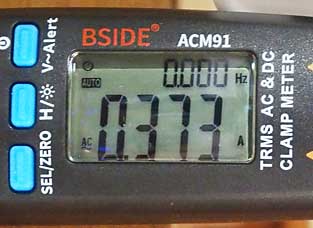 BSIDE® ACM91
V~Alert
H/☼
SEL/ZERO
AUTO 0.000 Hz
AC 0.373 A
TRMS AC & DC
CLAMP METER